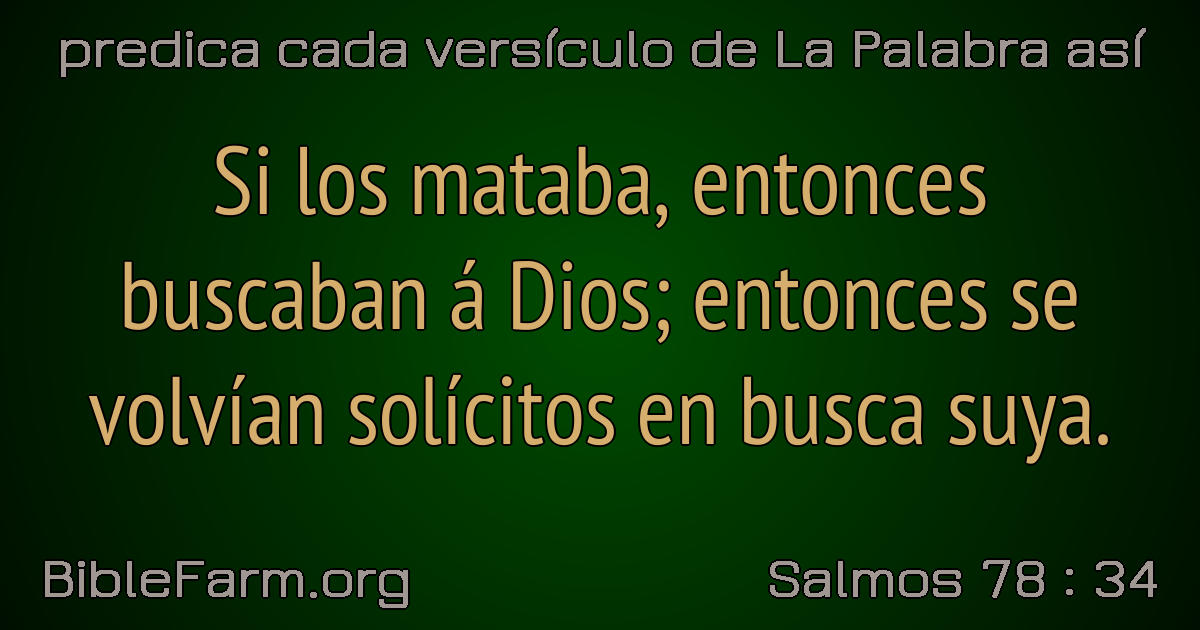 predica cada versículo de La Palabra así
Si los mataba, entonces
buscaban á Dios; entonces se
volvían solícitos en busca suya.
BibleFarm.org
Salmos 78 : 34